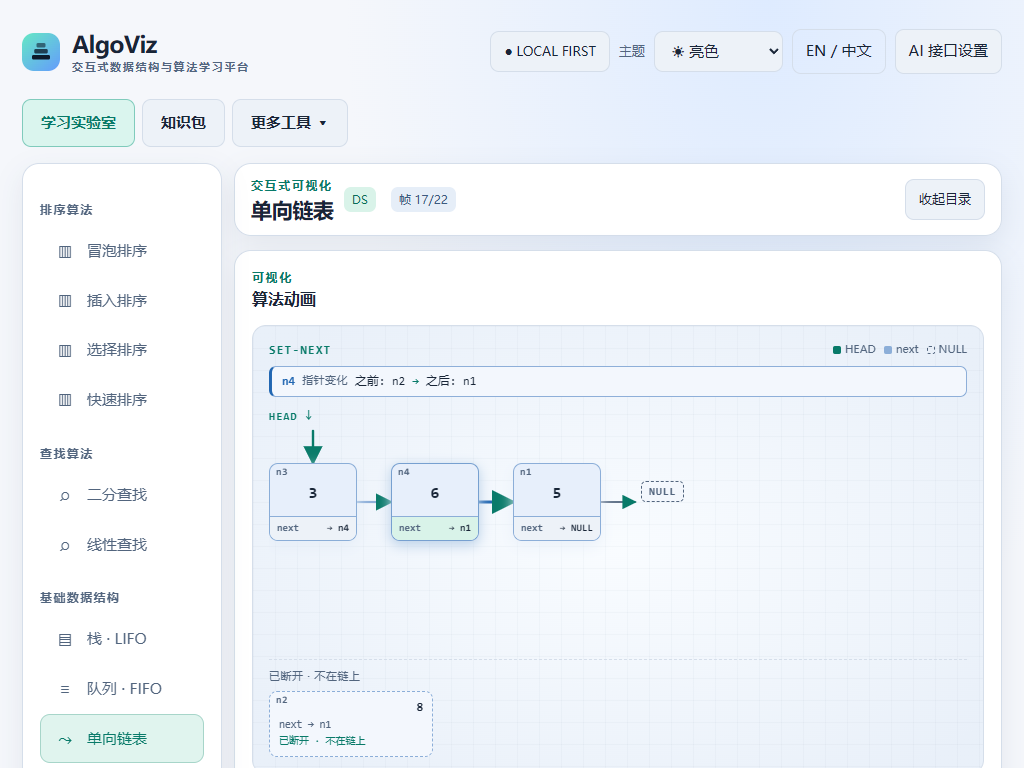 AlgoViz
交互式数据结构与算法学习平台
● LOCAL FIRST
主题
☀ 亮色
EN / 中文
AI 接口设置
学习实验室
知识包
更多工具 ▾
排序算法
▥ 冒泡排序
▥ 插入排序
▥ 选择排序
▥ 快速排序
查找算法
⌕ 二分查找
⌕ 线性查找
基础数据结构
▤ 栈 · LIFO
≡ 队列 · FIFO
⤳ 单向链表
交互式可视化
单向链表
DS
帧 17/22
收起目录
可视化
算法动画
SET-NEXT
HEAD
next
NULL
n4 指针变化 之前: n2 → 之后: n1
HEAD ↓
n3
3
next → n4
n4
6
next → n1
n1
5
next → NULL
NULL
已断开 · 不在链上
n2
8
next → n1
已断开 · 不在链上